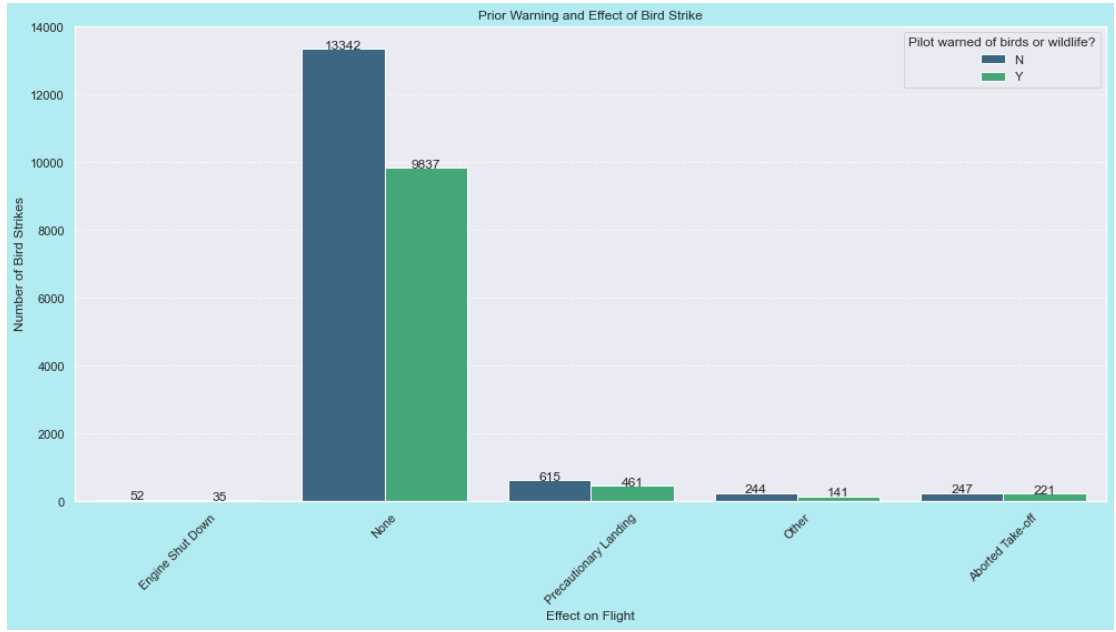 Prior Warning and Effect of Bird Strike
Pilot warned of birds or wildlife?
N
Y
Number of Bird Strikes
14000
12000
10000
8000
6000
4000
2000
0
52
35
13342
9837
615
461
244
141
247
221
Engine Shut Down
None
Precautionary Landing
Other
Aborted Take-off
Effect on Flight